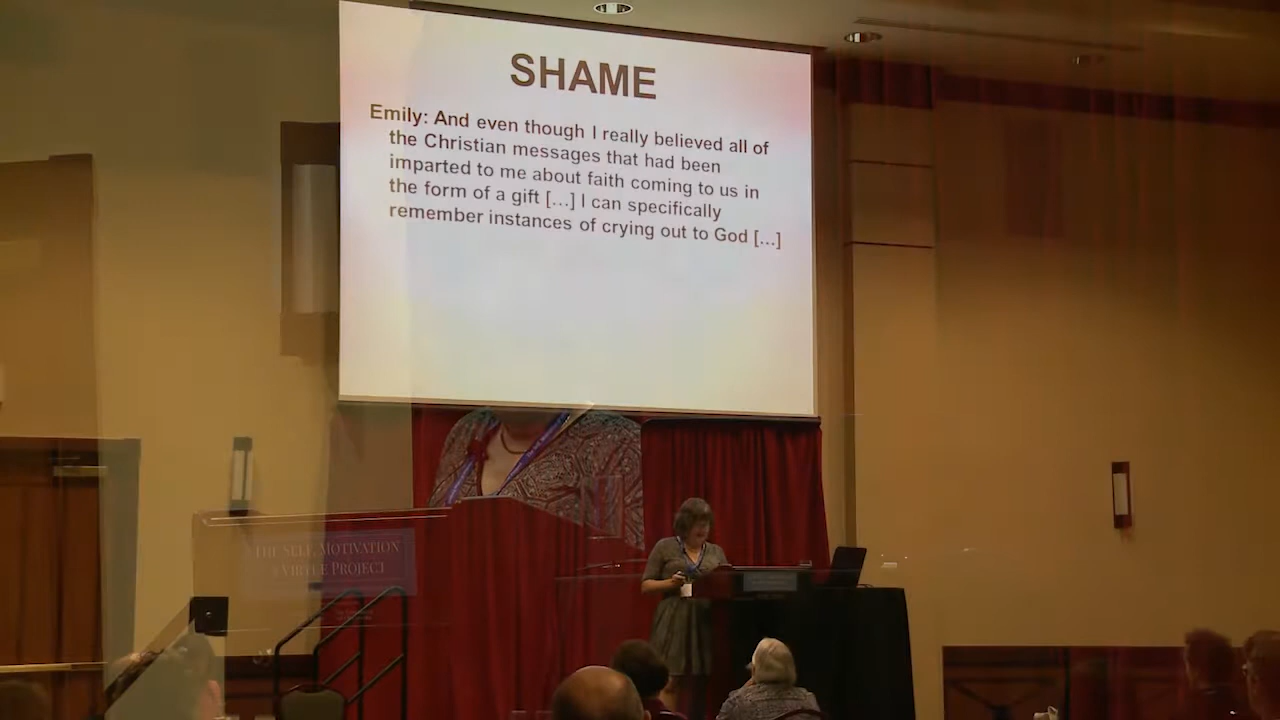 SHAME
Emily: And even though I really believed all of
the Christian messages that had been
imparted to me about faith coming to us in
the form of a gift [...] I can specifically
remember instances of crying out to God [...]
THE SELF, MOTIVATION
& VIRTUE PROJECT